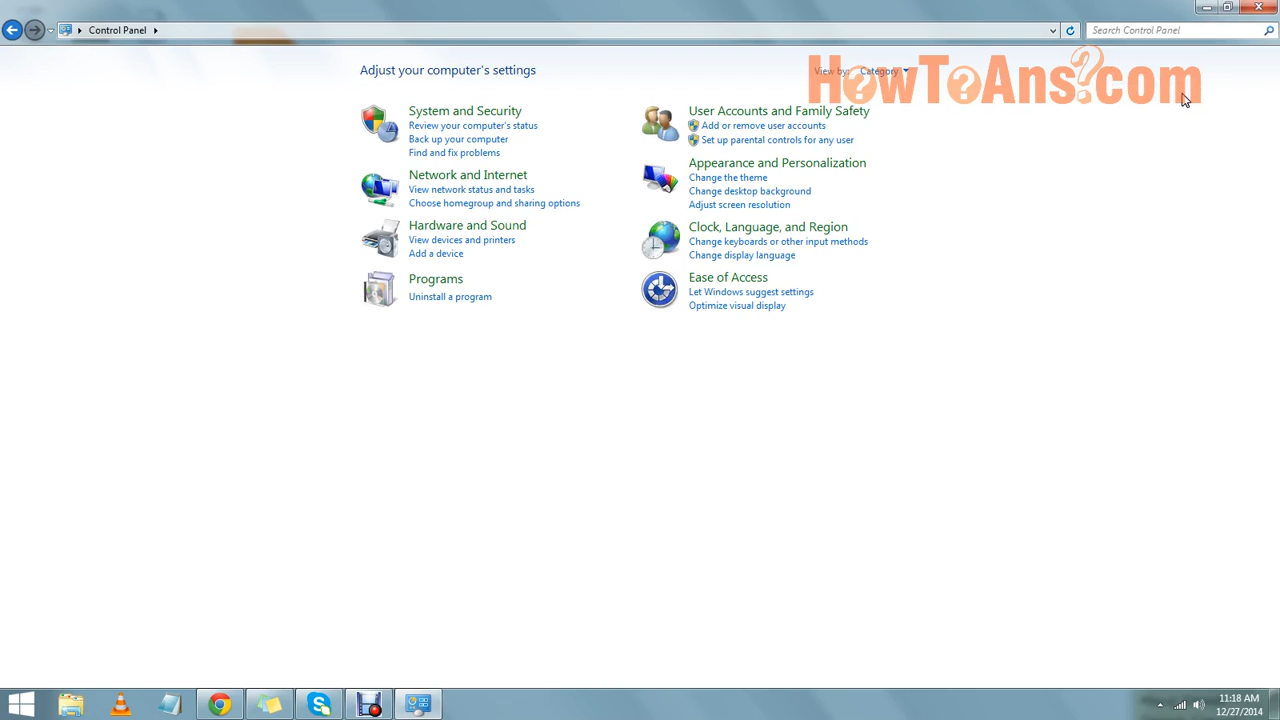 Control Panel
Search Control Panel
Adjust your computer's settings
View by: Category
HowToAns?.com
System and Security
Review your computer's status
Back up your computer
Find and fix problems
Network and Internet
View network status and tasks
Choose homegroup and sharing options
Hardware and Sound
View devices and printers
Add a device
Programs
Uninstall a program
User Accounts and Family Safety
Add or remove user accounts
Set up parental controls for any user
Appearance and Personalization
Change the theme
Change desktop background
Adjust screen resolution
Clock, Language, and Region
Change keyboards or other input methods
Change display language
Ease of Access
Let Windows suggest settings
Optimize visual display
11:18 AM
12/27/2014